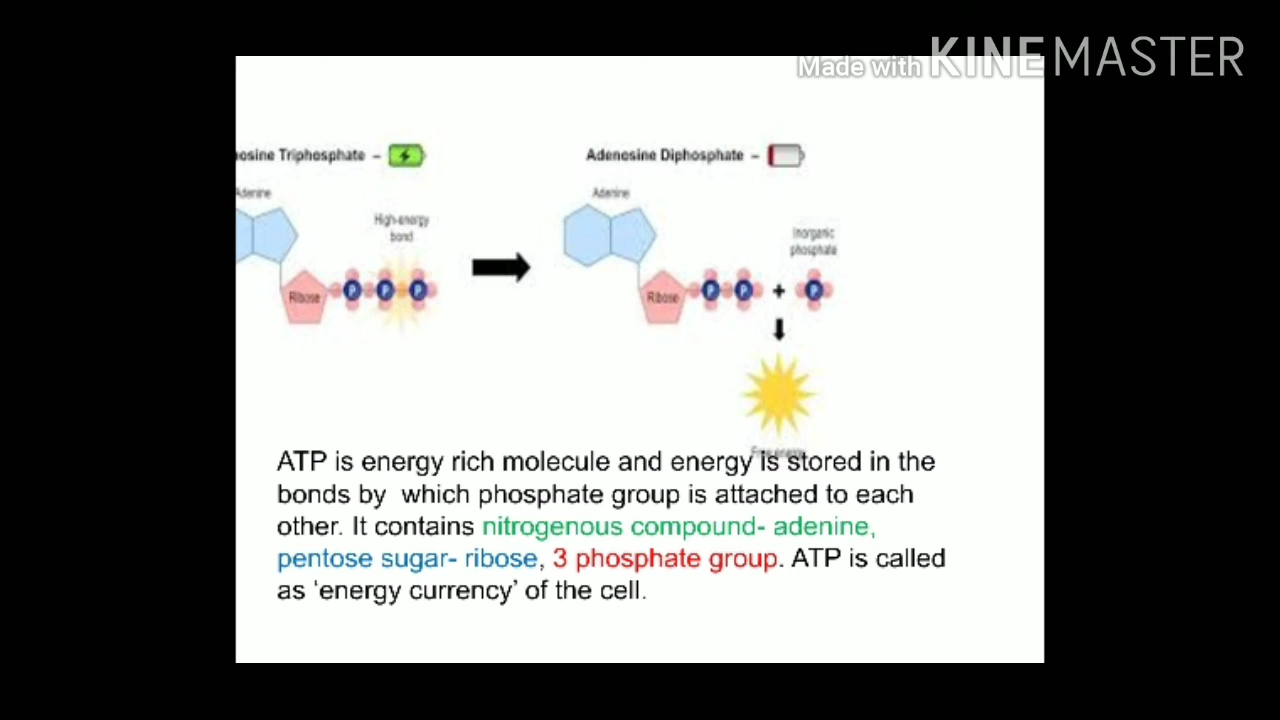 Made with KINEMASTER
osine Triphosphate –
Adenosine Diphosphate –
Adenine
Adenine
High-energy
bond
Inorganic
phosphate
Ribose
P
P
P
Ribose
P
P
+
P
Free energy
ATP is energy rich molecule and energy is stored in the
bonds by which phosphate group is attached to each
other. It contains nitrogenous compound- adenine,
pentose sugar- ribose, 3 phosphate group. ATP is called
as ‘energy currency’ of the cell.